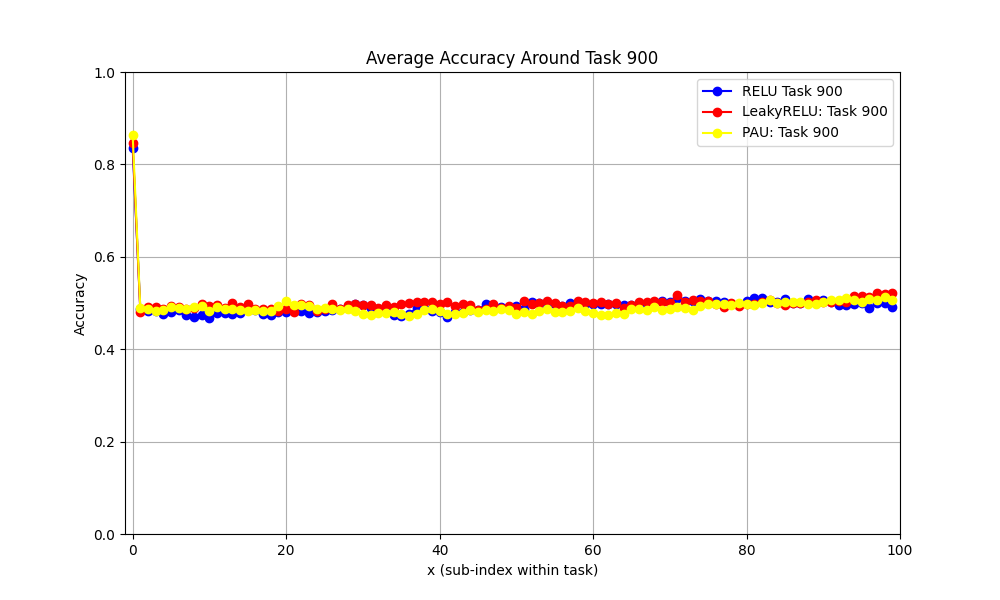 Average Accuracy Around Task 900
RELU Task 900
LeakyRELU: Task 900
PAU: Task 900
Accuracy
1.0
0.8
0.6
0.4
0.2
0.0
0 20 40 60 80 100
x (sub-index within task)